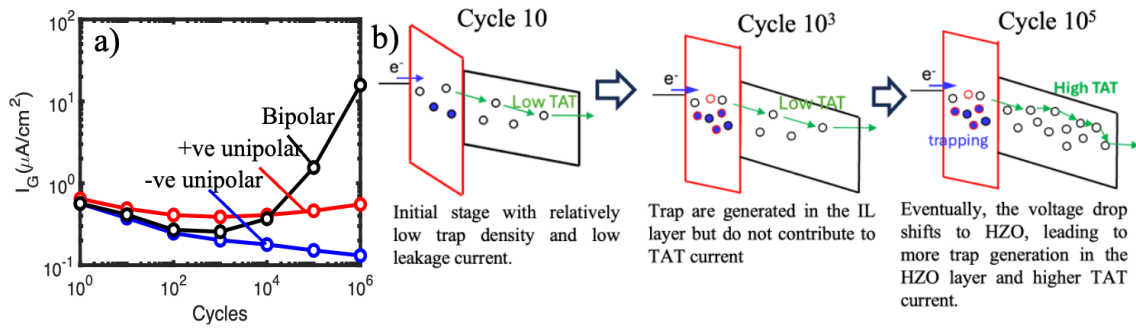 a)
10²
10¹
10⁰
10⁻¹
I_G (μA/cm²)
Bipolar
+ve unipolar
-ve unipolar
10⁰ 10² 10⁴ 10⁶
Cycles
b)
Cycle 10
e⁻
Low TAT
Initial stage with relatively
low trap density and low
leakage current.
Cycle 10³
e⁻
Low TAT
Trap are generated in the IL
layer but do not contribute to
TAT current
Cycle 10⁵
e⁻
High TAT
trapping
Eventually, the voltage drop
shifts to HZO, leading to
more trap generation in the
HZO layer and higher TAT
current.